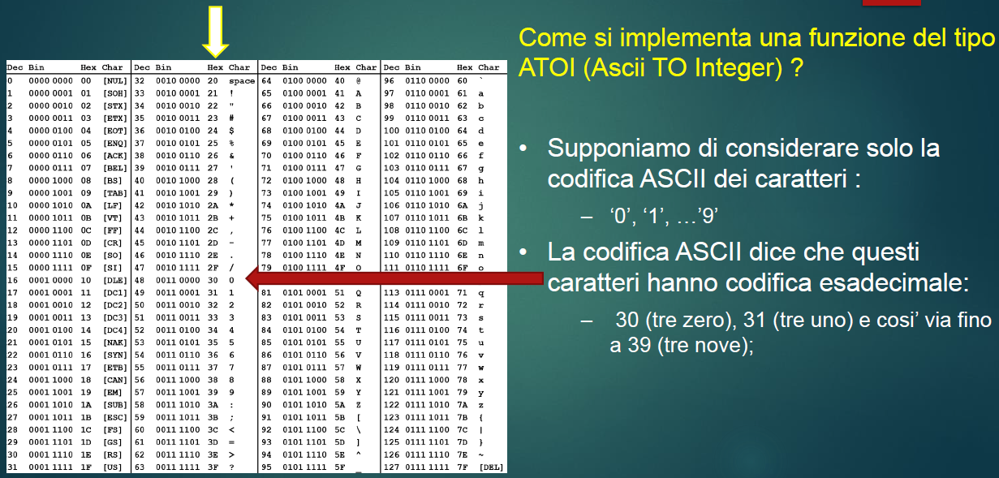 Dec Bin Hex Char Dec Bin Hex Char Dec Bin Hex Char Dec Bin Hex Char
0 0000 0000 00 [NUL] 32 0010 0000 20 space 64 0100 0000 40 @ 96 0110 0000 60 `
1 0000 0001 01 [SOH] 33 0010 0001 21 ! 65 0100 0001 41 A 97 0110 0001 61 a
2 0000 0010 02 [STX] 34 0010 0010 22 " 66 0100 0010 42 B 98 0110 0010 62 b
3 0000 0011 03 [ETX] 35 0010 0011 23 # 67 0100 0011 43 C 99 0110 0011 63 c
4 0000 0100 04 [EOT] 36 0010 0100 24 $ 68 0100 0100 44 D 100 0110 0100 64 d
5 0000 0101 05 [ENQ] 37 0010 0101 25 % 69 0100 0101 45 E 101 0110 0101 65 e
6 0000 0110 06 [ACK] 38 0010 0110 26 & 70 0100 0110 46 F 102 0110 0110 66 f
7 0000 0111 07 [BEL] 39 0010 0111 27 ' 71 0100 0111 47 G 103 0110 0111 67 g
8 0000 1000 08 [BS] 40 0010 1000 28 ( 72 0100 1000 48 H 104 0110 1000 68 h
9 0000 1001 09 [TAB] 41 0010 1001 29 ) 73 0100 1001 49 I 105 0110 1001 69 i
10 0000 1010 0A [LF] 42 0010 1010 2A * 74 0100 1010 4A J 106 0110 1010 6A j
11 0000 1011 0B [VT] 43 0010 1011 2B + 75 0100 1011 4B K 107 0110 1011 6B k
12 0000 1100 0C [FF] 44 0010 1100 2C , 76 0100 1100 4C L 108 0110 1100 6C l
13 0000 1101 0D [CR] 45 0010 1101 2D - 77 0100 1101 4D M 109 0110 1101 6D m
14 0000 1110 0E [SO] 46 0010 1110 2E . 78 0100 1110 4E N 110 0110 1110 6E n
15 0000 1111 0F [SI] 47 0010 1111 2F / 79 0100 1111 4F O 111 0110 1111 6F o
16 0001 0000 10 [DLE] 48 0011 0000 30 0
17 0001 0001 11 [DC1] 49 0011 0001 31 1 81 0101 0001 51 Q 113 0111 0001 71 q
18 0001 0010 12 [DC2] 50 0011 0010 32 2 82 0101 0010 52 R 114 0111 0010 72 r
19 0001 0011 13 [DC3] 51 0011 0011 33 3 83 0101 0011 53 S 115 0111 0011 73 s
20 0001 0100 14 [DC4] 52 0011 0100 34 4 84 0101 0100 54 T 116 0111 0100 74 t
21 0001 0101 15 [NAK] 53 0011 0101 35 5 85 0101 0101 55 U 117 0111 0101 75 u
22 0001 0110 16 [SYN] 54 0011 0110 36 6 86 0101 0110 56 V 118 0111 0110 76 v
23 0001 0111 17 [ETB] 55 0011 0111 37 7 87 0101 0111 57 W 119 0111 0111 77 w
24 0001 1000 18 [CAN] 56 0011 1000 38 8 88 0101 1000 58 X 120 0111 1000 78 x
25 0001 1001 19 [EM] 57 0011 1001 39 9 89 0101 1001 59 Y 121 0111 1001 79 y
26 0001 1010 1A [SUB] 58 0011 1010 3A : 90 0101 1010 5A Z 122 0111 1010 7A z
27 0001 1011 1B [ESC] 59 0011 1011 3B ; 91 0101 1011 5B [ 123 0111 1011 7B {
28 0001 1100 1C [FS] 60 0011 1100 3C < 92 0101 1100 5C \ 124 0111 1100 7C |
29 0001 1101 1D [GS] 61 0011 1101 3D = 93 0101 1101 5D ] 125 0111 1101 7D }
30 0001 1110 1E [RS] 62 0011 1110 3E > 94 0101 1110 5E ^ 126 0111 1110 7E ~
31 0001 1111 1F [US] 63 0011 1111 3F ? 95 0101 1111 5F _ 127 0111 1111 7F [DEL]
Come si implementa una funzione del tipo
ATOI (Ascii TO Integer) ?
• Supponiamo di considerare solo la
codifica ASCII dei caratteri :
– ‘0’, ‘1’, …’9’
• La codifica ASCII dice che questi
caratteri hanno codifica esadecimale:
– 30 (tre zero), 31 (tre uno) e cosi’ via fino
a 39 (tre nove);